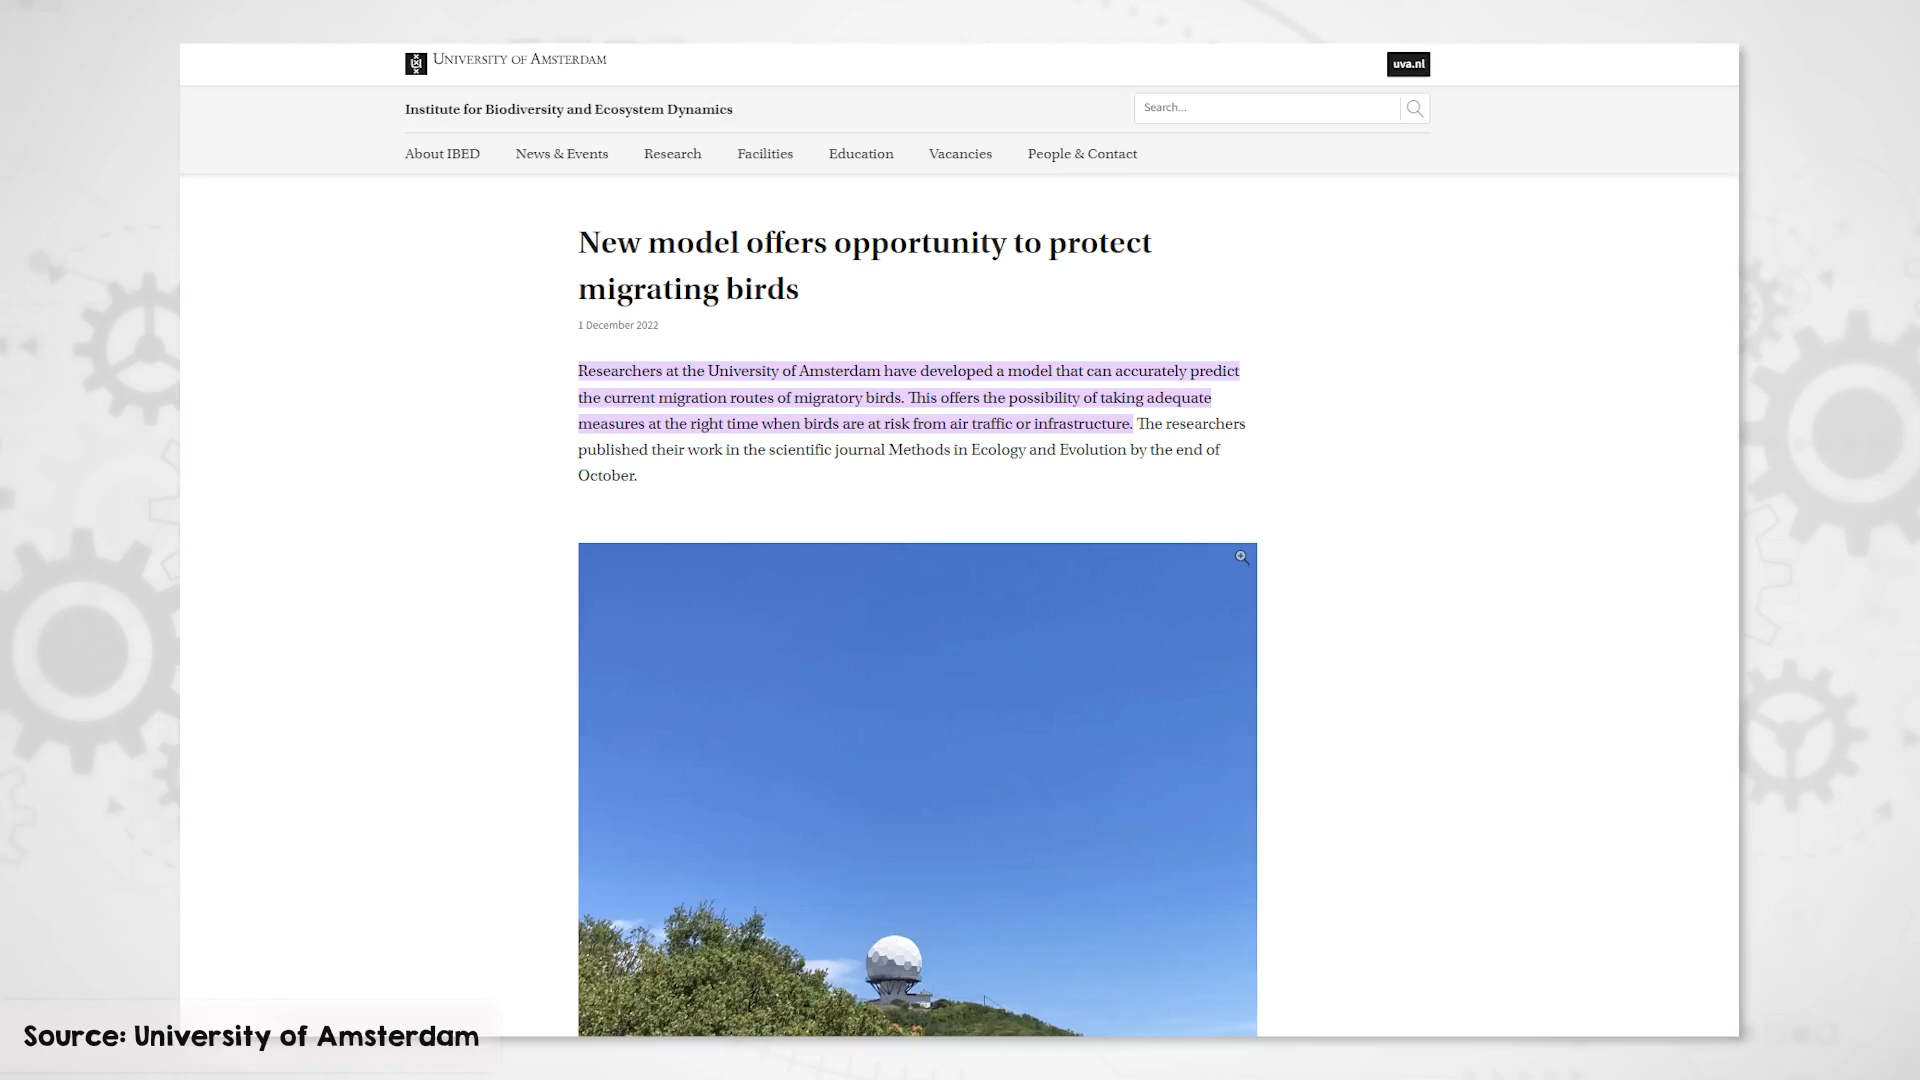 University of Amsterdam
uva.nl
Institute for Biodiversity and Ecosystem Dynamics
Search...
About IBED News & Events Research Facilities Education Vacancies People & Contact
New model offers opportunity to protect
migrating birds
1 December 2022
Researchers at the University of Amsterdam have developed a model that can accurately predict
the current migration routes of migratory birds. This offers the possibility of taking adequate
measures at the right time when birds are at risk from air traffic or infrastructure. The researchers
published their work in the scientific journal Methods in Ecology and Evolution by the end of
October.
Source: University of Amsterdam